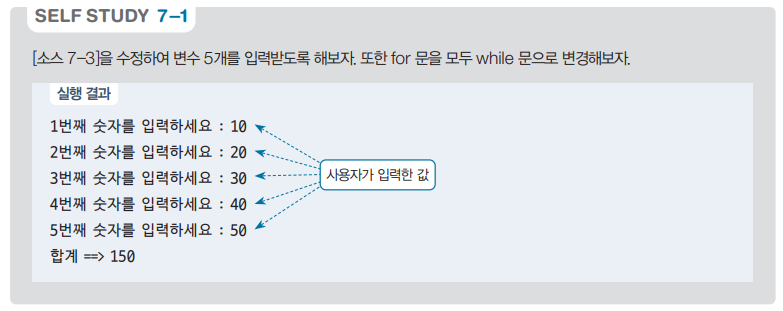 SELF STUDY 7-1
[소스 7-3]을 수정하여 변수 5개를 입력받도록 해보자. 또한 for 문을 모두 while 문으로 변경해보자.
실행 결과
1번째 숫자를 입력하세요 : 10
2번째 숫자를 입력하세요 : 20
3번째 숫자를 입력하세요 : 30
사용자가 입력한 값
4번째 숫자를 입력하세요 : 40
5번째 숫자를 입력하세요 : 50
합계 ==> 150